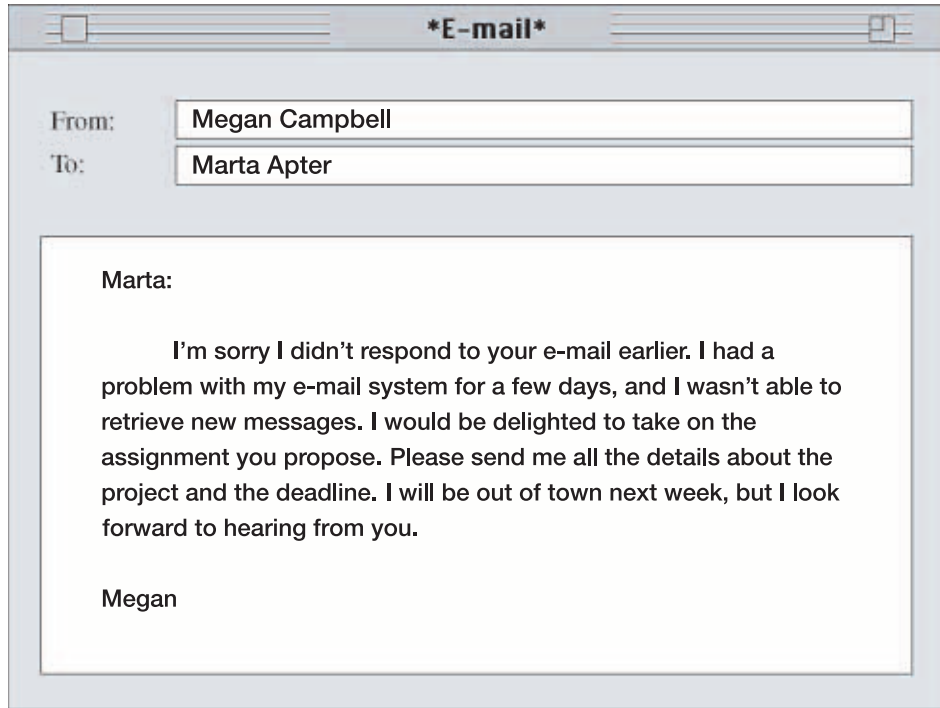 *E-mail*
From:
Megan Campbell
To:
Marta Apter
Marta:
I'm sorry I didn't respond to your e-mail earlier. I had a
problem with my e-mail system for a few days, and I wasn't able to
retrieve new messages. I would be delighted to take on the
assignment you propose. Please send me all the details about the
project and the deadline. I will be out of town next week, but I look
forward to hearing from you.
Megan